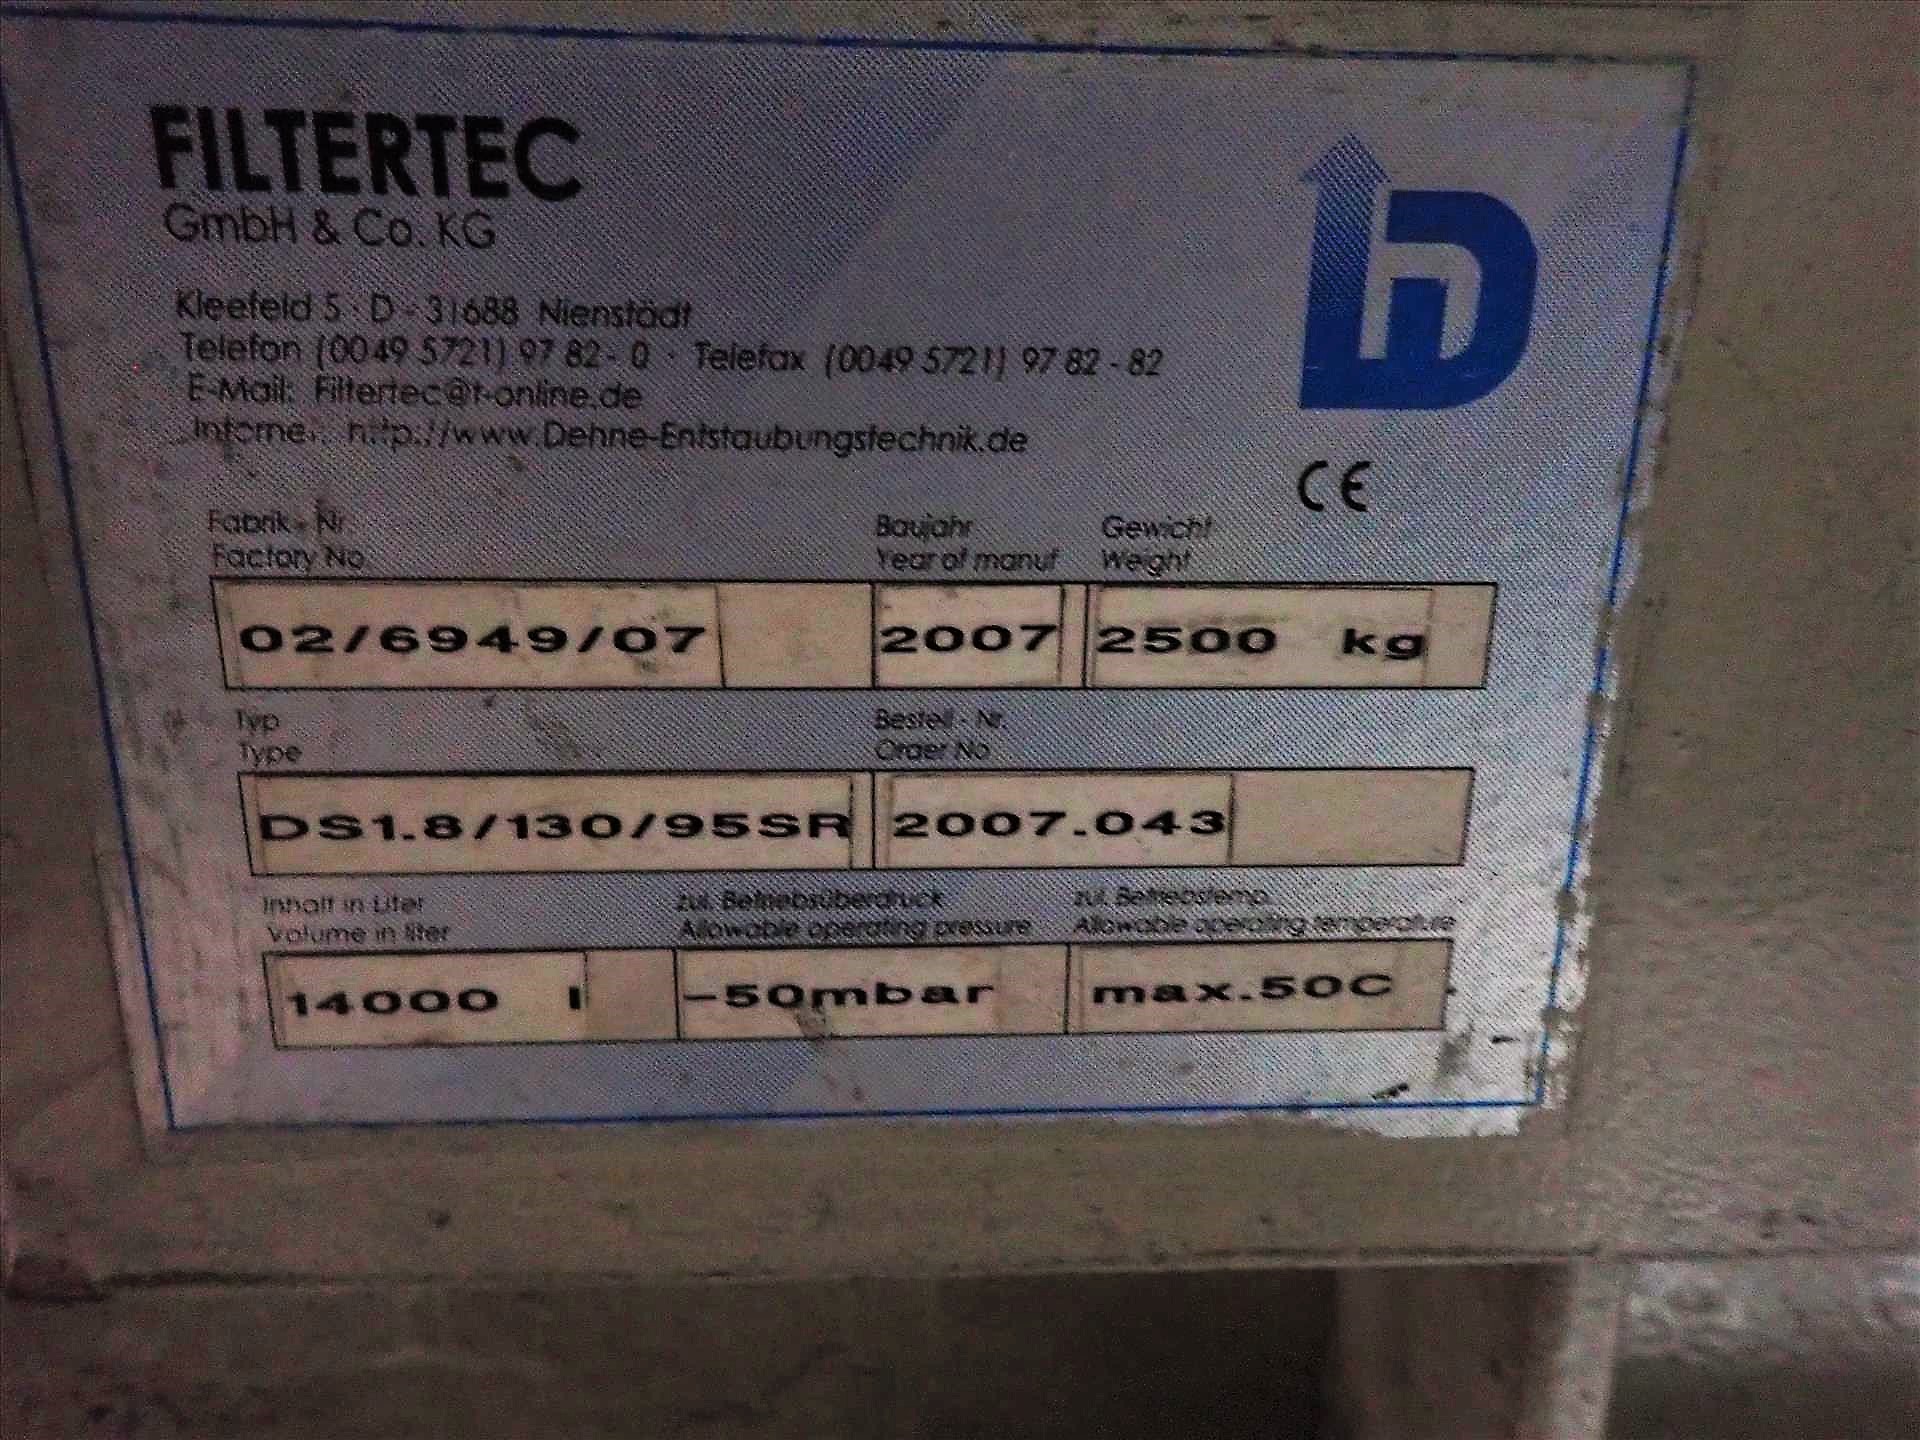 FILTERTEC
GmbH & Co. KG
Kleefeld 5 · D - 31688 Nienstädt
Telefon (0049 5721) 97 82 - 0 · Telefax (0049 5721) 97 82 - 82
E-Mail: Filtertec@t-online.de
Internet: http://www.Dehne-Entstaubungstechnik.de
CE
Fabrik - Nr. Baujahr Gewicht
Factory No. Year of manuf Weight
02/6949/07 2007 2500 kg
Typ Bestell - Nr.
Type Order No.
DS1.8/130/95SR 2007.043
Inhalt in Liter zul. Betriebsüberdruck zul. Betriebstemp.
Volume in liter Allowable operating pressure Allowable operating temperature
14000 l -50mbar max.50C